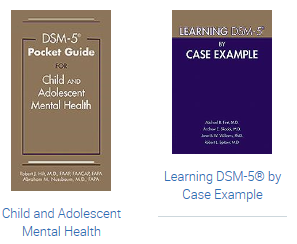 DSM-5®
Pocket Guide
FOR
Child AND
Adolescent
Mental Health
Robert J. Hilt, M.D., FAAP, FAACAP, FAPA
Abraham M. Nussbaum, M.D., FAPA
Child and Adolescent
Mental Health
LEARNING DSM-5®
BY
CASE EXAMPLE
Michael B. First, M.D.
Andrew E. Skodol, M.D.
Janet B. W. Williams, Ph.D.
Robert L. Spitzer, M.D.
Learning DSM-5® by
Case Example